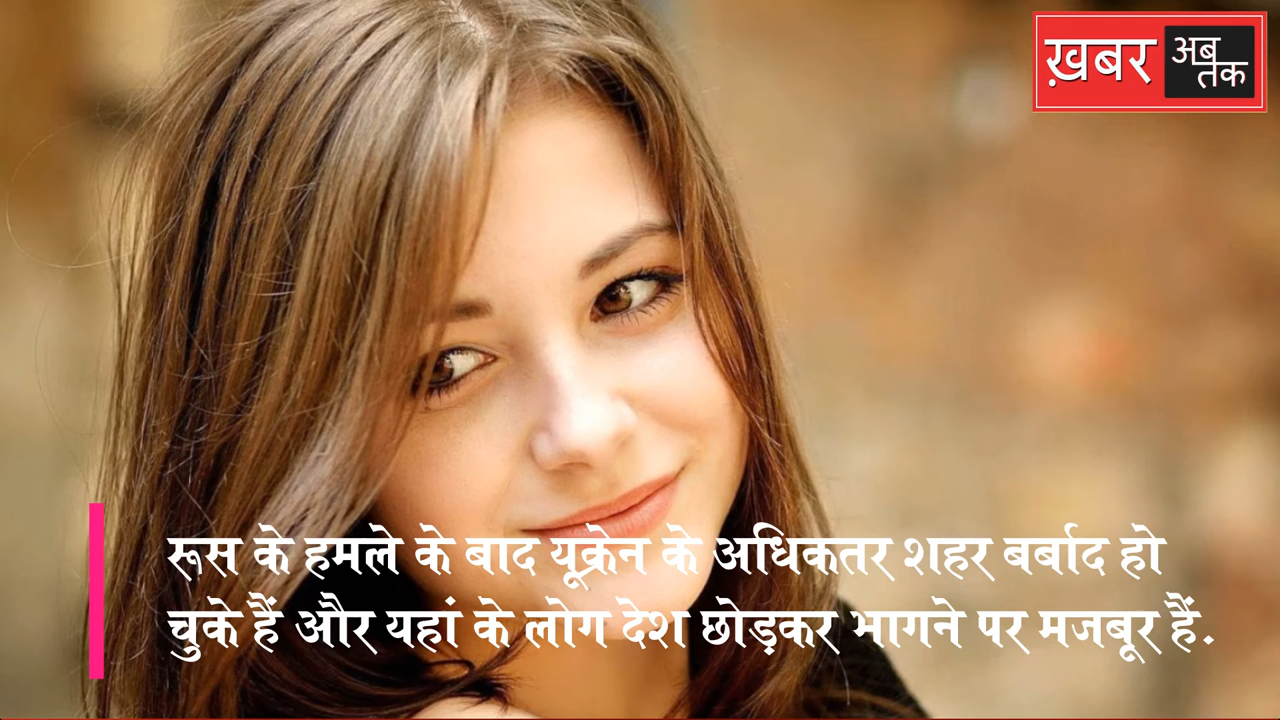 ख़बर अब तक
रूस के हमले के बाद यूक्रेन के अधिकतर शहर बर्बाद हो
चुके हैं और यहां के लोग देश छोड़कर भागने पर मजबूर हैं.